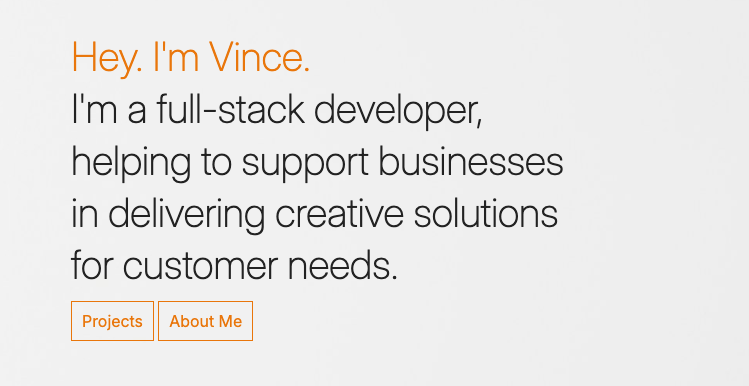 Hey. I'm Vince.
I'm a full-stack developer,
helping to support businesses
in delivering creative solutions
for customer needs.
Projects About Me